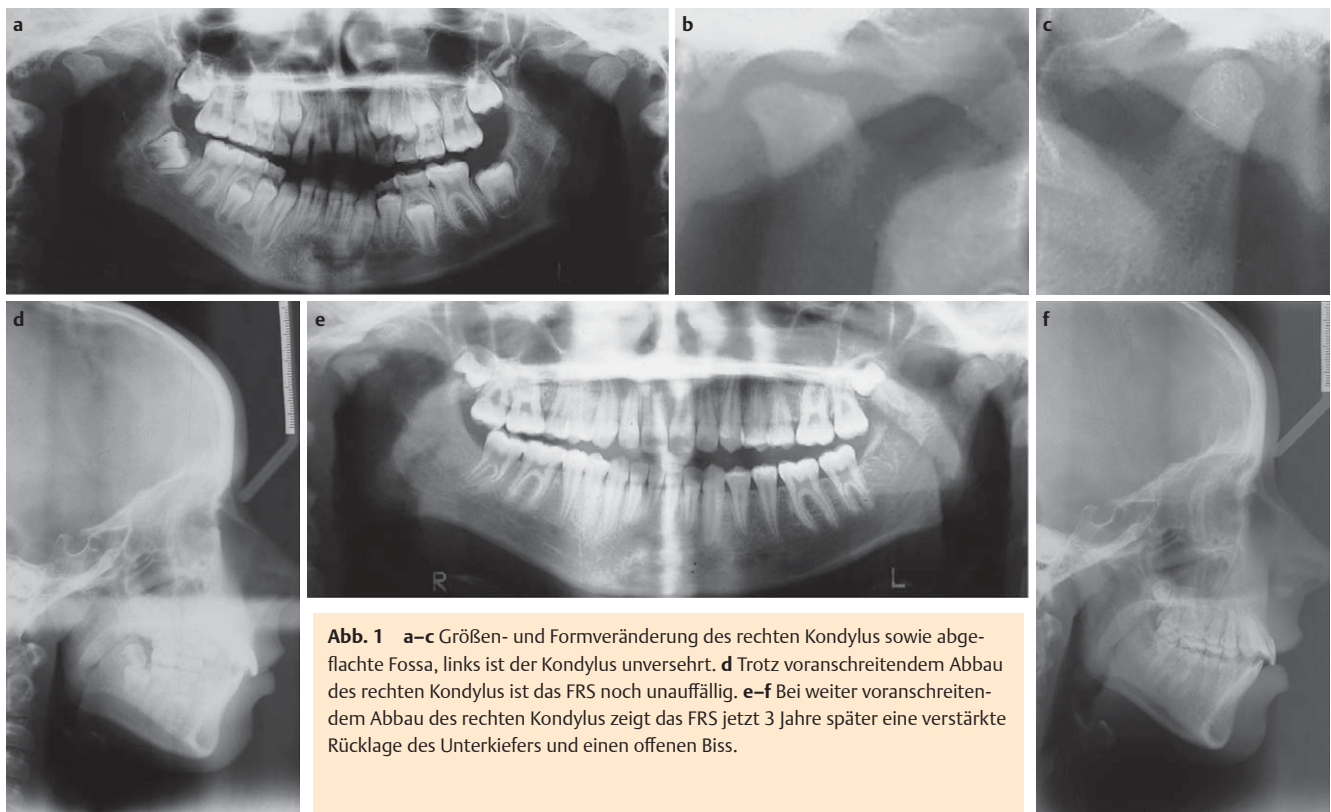 a
b
c
d
e
f
R
L
Abb. 1 a–c Größen- und Formveränderung des rechten Kondylus sowie abge-
flachte Fossa, links ist der Kondylus unversehrt. d Trotz voranschreitendem Abbau
des rechten Kondylus ist das FRS noch unauffällig. e–f Bei weiter voranschreiten-
dem Abbau des rechten Kondylus zeigt das FRS jetzt 3 Jahre später eine verstärkte
Rücklage des Unterkiefers und einen offenen Biss.